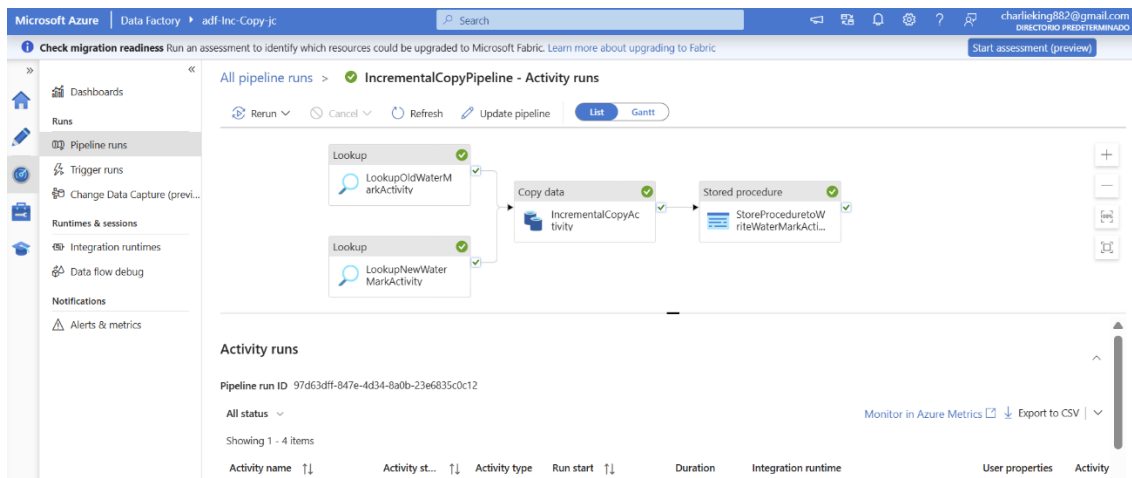 Microsoft Azure | Data Factory ▸ adf-Inc-Copy-jc
Search
charlieking882@gmail.com
DIRECTORIO PREDETERMINADO
Check migration readiness Run an assessment to identify which resources could be upgraded to Microsoft Fabric. Learn more about upgrading to Fabric
Start assessment (preview)
Dashboards
Runs
Pipeline runs
Trigger runs
Change Data Capture (previ...
Runtimes & sessions
Integration runtimes
Data flow debug
Notifications
Alerts & metrics
All pipeline runs > IncrementalCopyPipeline - Activity runs
Rerun Cancel Refresh Update pipeline List Gantt
Lookup
LookupOldWaterM
arkActivity
Lookup
LookupNewWater
MarkActivity
Copy data
IncrementalCopyAc
tivity
Stored procedure
StoreProceduretoW
riteWaterMarkActi...
Activity runs
Pipeline run ID 97d63dff-847e-4d34-8a0b-23e6835c0c12
All status
Monitor in Azure Metrics Export to CSV
Showing 1 - 4 items
Activity name Activity st... Activity type Run start Duration Integration runtime User properties Activity